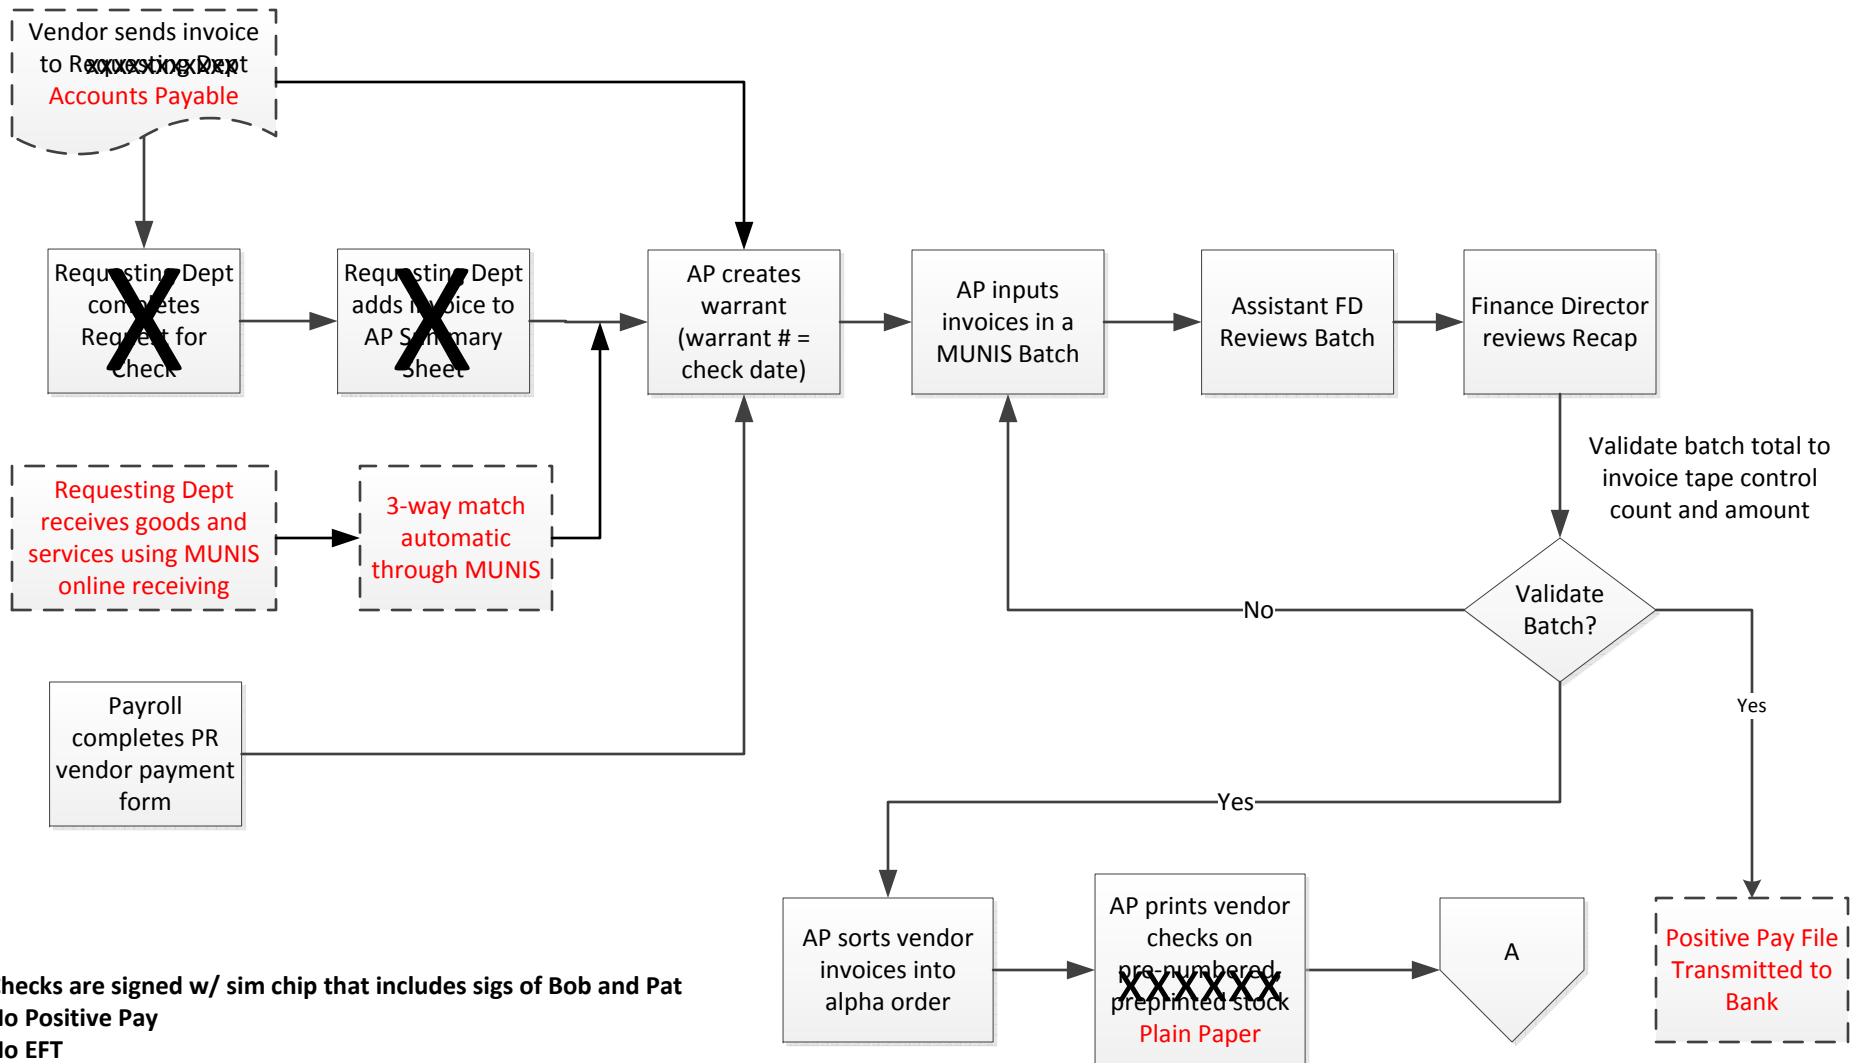 Vendor sends invoice
to Requesting Dept
Accounts Payable
Requesting Dept
completes
Request for
Check
Requesting Dept
adds invoice to
AP Summary
Sheet
AP creates
warrant
(warrant # =
check date)
AP inputs
invoices in a
MUNIS Batch
Assistant FD
Reviews Batch
Finance Director
reviews Recap
Validate batch total to
invoice tape control
count and amount
Requesting Dept
receives goods and
services using MUNIS
online receiving
3-way match
automatic
through MUNIS
Validate
Batch?
No
Yes
Payroll
completes PR
vendor payment
form
Yes
AP sorts vendor
invoices into
alpha order
AP prints vendor
checks on
pre-numbered,
preprinted stock
Plain Paper
A
Positive Pay File
Transmitted to
Bank
hecks are signed w/ sim chip that includes sigs of Bob and Pat
o Positive Pay
o EFT